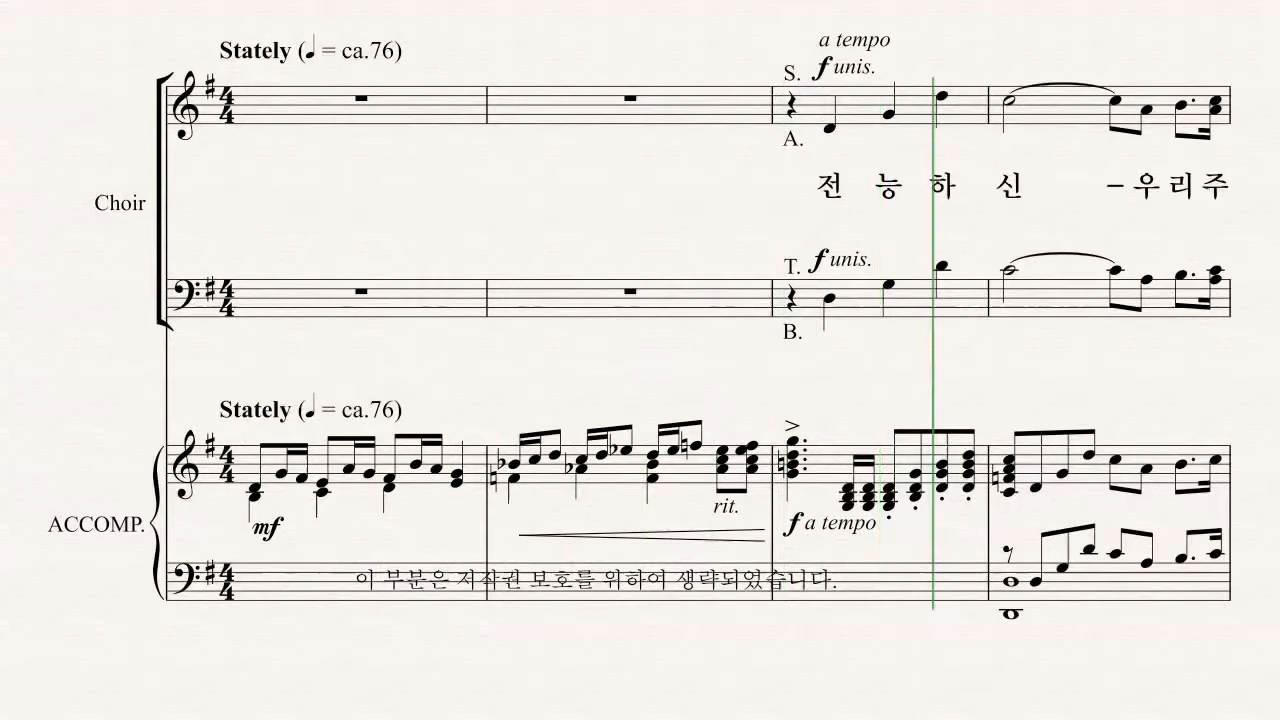 Stately (♩ = ca.76)
a tempo
S. f unis.
A.
전 능 하 신 – 우 리 주
Choir
T. f unis.
B.
Stately (♩ = ca.76)
ACCOMP.
mf
rit.
f a tempo
이 부분은 저작권 보호를 위하여 생략되었습니다.